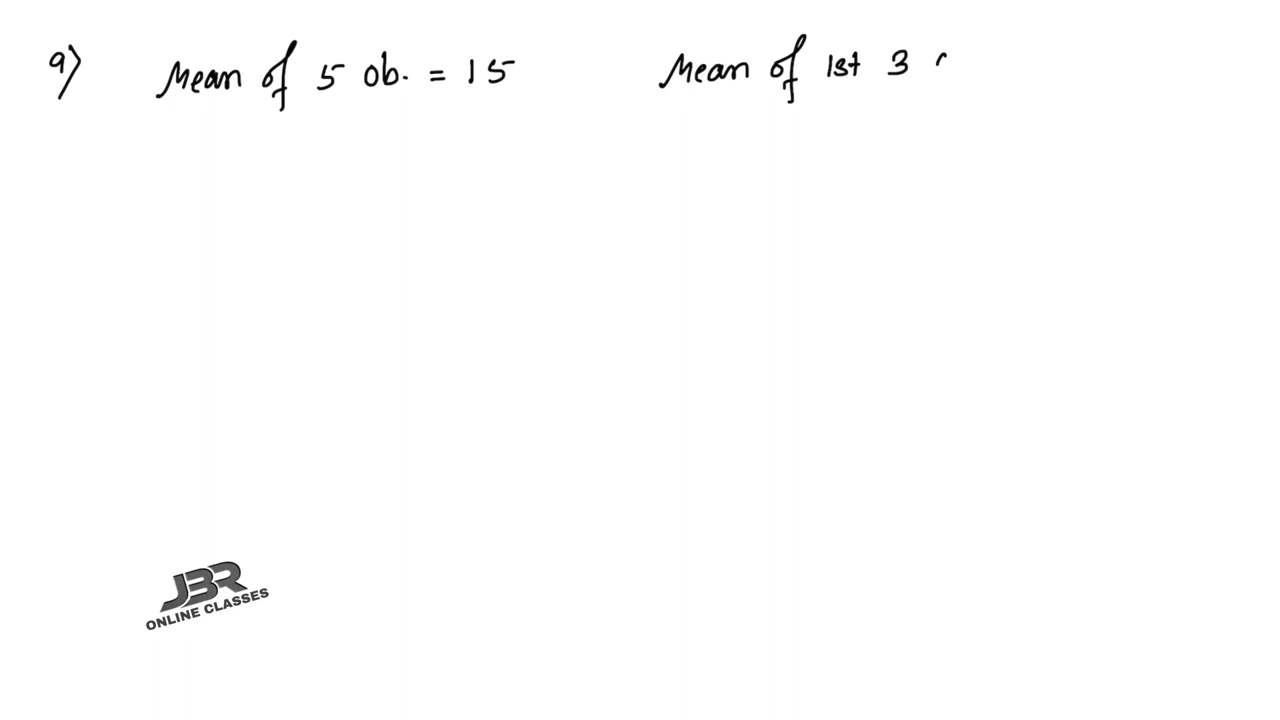 9) Mean of 5 ob. = 15 Mean of 1st 3
JBR
ONLINE CLASSES